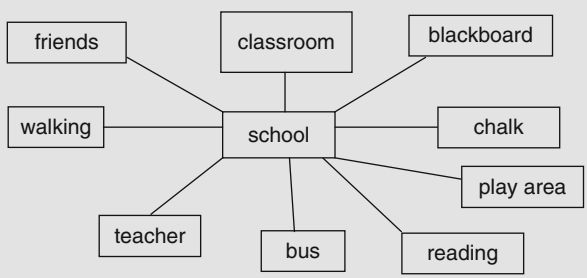 friends
classroom
blackboard
walking
school
chalk
play area
teacher
bus
reading